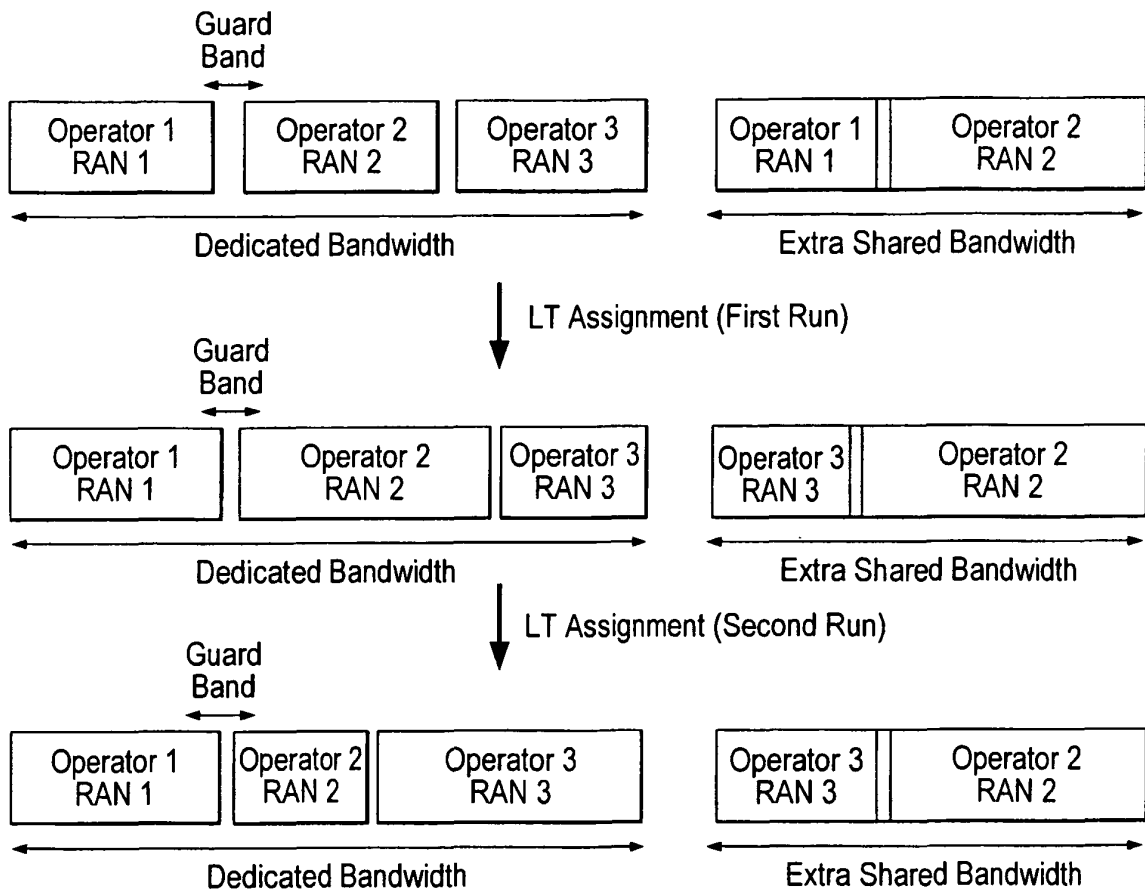 Guard
Band
Operator 1
RAN 1
Operator 2
RAN 2
Operator 3
RAN 3
Operator 1
RAN 1
Operator 2
RAN 2
Dedicated Bandwidth
Extra Shared Bandwidth
LT Assignment (First Run)
Guard
Band
Operator 1
RAN 1
Operator 2
RAN 2
Operator 3
RAN 3
Operator 3
RAN 3
Operator 2
RAN 2
Dedicated Bandwidth
Extra Shared Bandwidth
LT Assignment (Second Run)
Guard
Band
Operator 1
RAN 1
Operator 2
RAN 2
Operator 3
RAN 3
Operator 3
RAN 3
Operator 2
RAN 2
Dedicated Bandwidth
Extra Shared Bandwidth